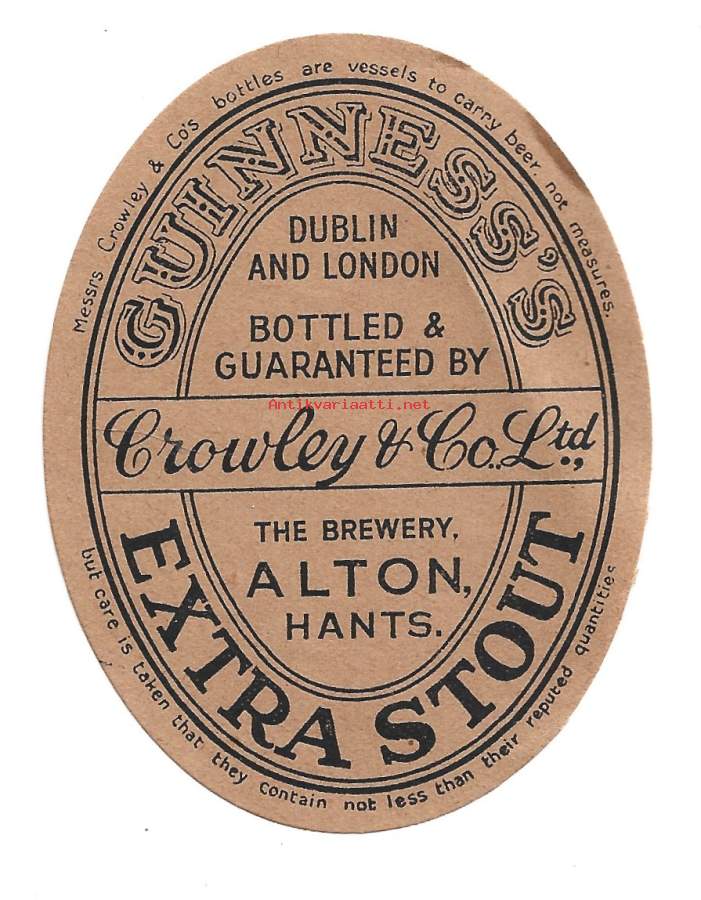 Messrs Crowley & Co's bottles are vessels to carry beer, not measures,
GUINNESS'S
DUBLIN
AND LONDON
BOTTLED &
GUARANTEED BY
Antikvariaatti.net
Crowley & Co. Ltd.,
THE BREWERY,
ALTON,
HANTS.
EXTRA STOUT
but care is taken that they contain not less than their reputed quantities